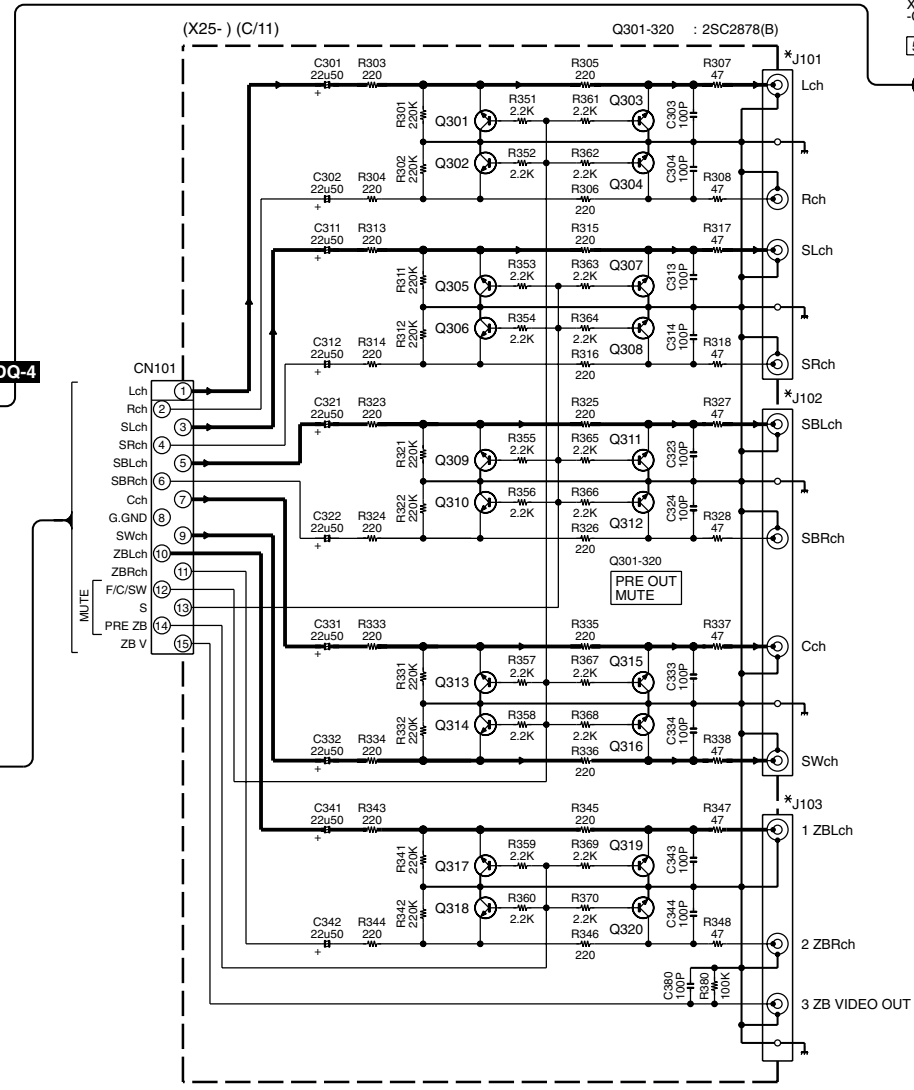 (X25- ) (C/11)
Q301-320 : 2SC2878(B)
*J101
C301 R303 R305 R307
22u50 220 220 47
+
Lch
R301 220K
Q301
R351 R361
2.2K 2.2K
Q303
C303 100P
R302 220K
Q302
R352 R362
2.2K 2.2K
Q304
C304 100P
C302 R304 R306 R308
22u50 220 220 47
+
Rch
C311 R313 R315 R317
22u50 220 220 47
+
SLch
R311 220K
Q305
R353 R363
2.2K 2.2K
Q307
C313 100P
R312 220K
Q306
R354 R364
2.2K 2.2K
Q308
C314 100P
C312 R314 R316 R318
22u50 220 220 47
+
SRch
DQ-4
CN101
Lch 1
Rch 2
SLch 3
SRch 4
SBLch 5
SBRch 6
Cch 7
G.GND 8
SWch 9
ZBLch 10
ZBRch 11
MUTE
F/C/SW 12
S 13
PRE ZB 14
ZB V 15
*J102
C321 R323 R325 R327
22u50 220 220 47
+
SBLch
R321 220K
Q309
R355 R365
2.2K 2.2K
Q311
C323 100P
R322 220K
Q310
R356 R366
2.2K 2.2K
Q312
C324 100P
C322 R324 R326 R328
22u50 220 220 47
+
SBRch
Q301-320
PRE OUT
MUTE
C331 R333 R335 R337
22u50 220 220 47
+
Cch
R331 220K
Q313
R357 R367
2.2K 2.2K
Q315
C333 100P
R332 220K
Q314
R358 R368
2.2K 2.2K
Q316
C334 100P
C332 R334 R336 R338
22u50 220 220 47
+
SWch
*J103
C341 R343 R345 R347
22u50 220 220 47
+
1 ZBLch
R341 220K
Q317
R359 R369
2.2K 2.2K
Q319
C343 100P
R342 220K
Q318
R360 R370
2.2K 2.2K
Q320
C344 100P
C342 R344 R346 R348
22u50 220 220 47
+
2 ZBRch
C380 100P
R380 100K
3 ZB VIDEO OUT